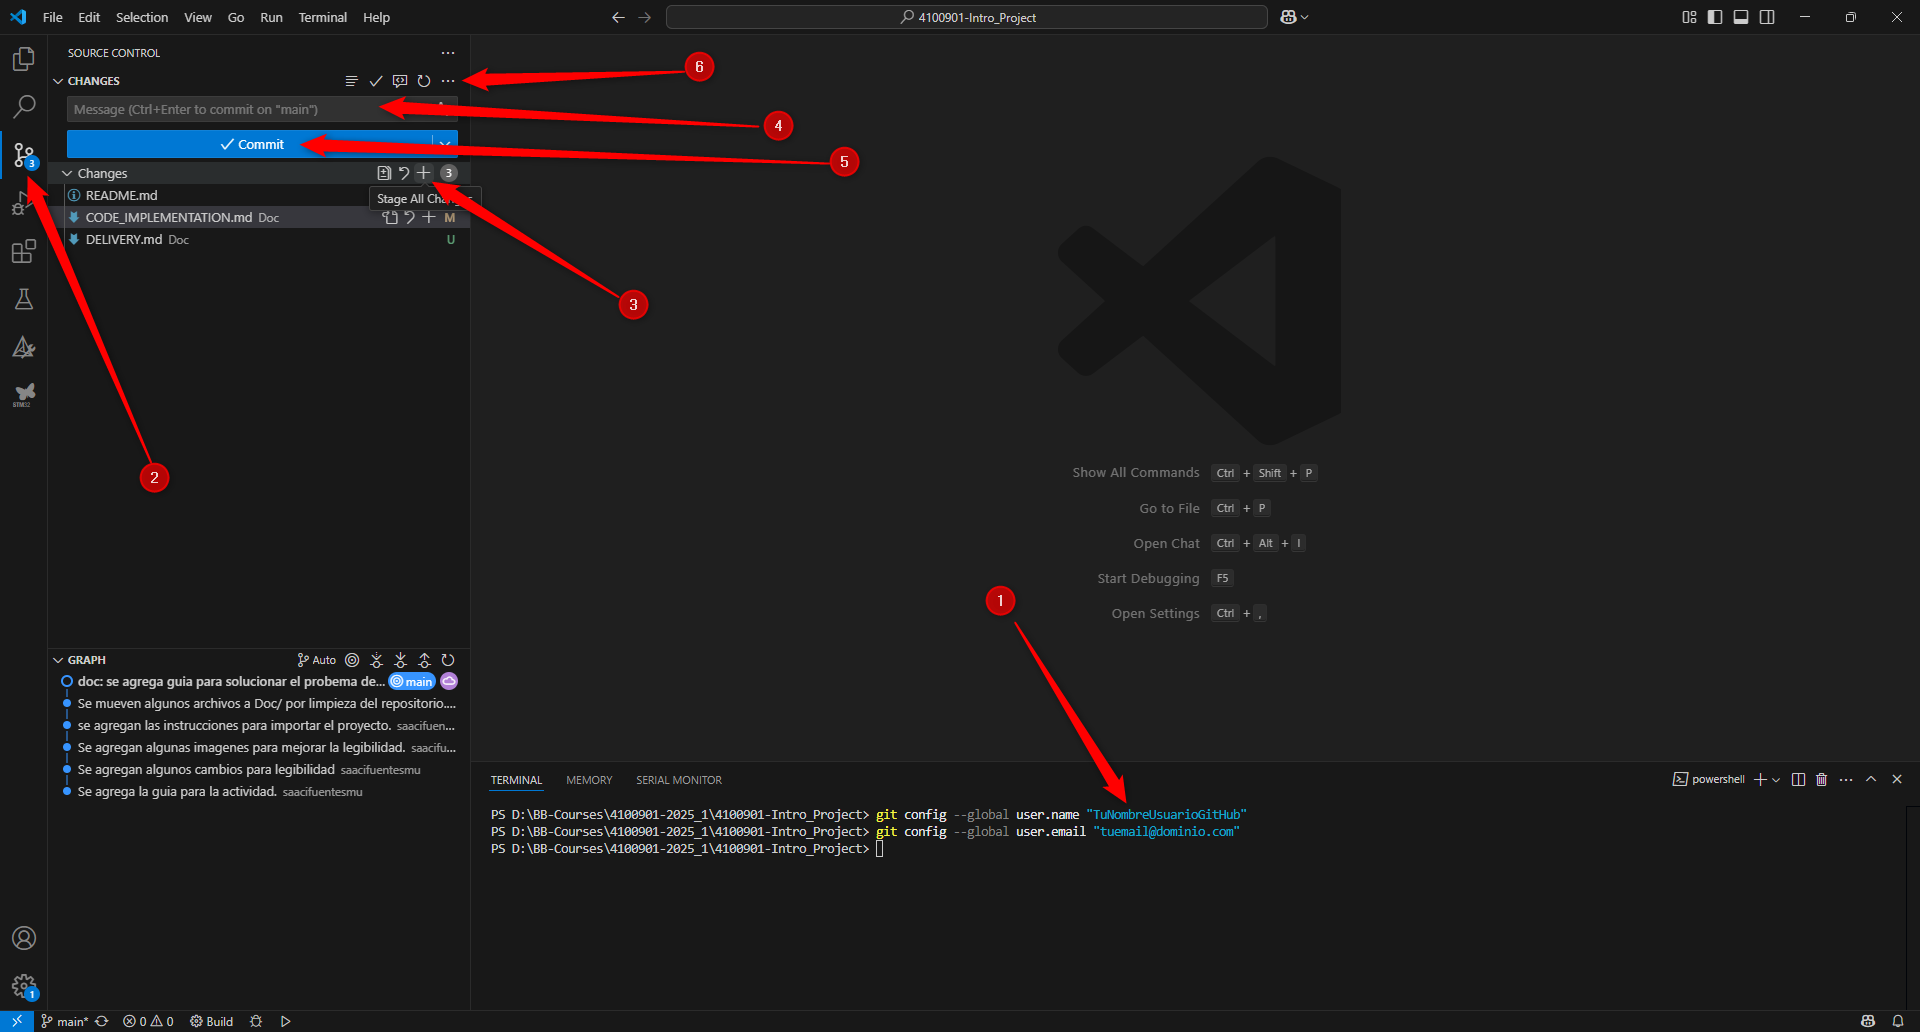 File Edit Selection View Go Run Terminal Help
4100901-Intro_Project
SOURCE CONTROL
CHANGES
6
Message (Ctrl+Enter to commit on "main")
4
Commit
5
3
Changes
3
README.md
Stage All
CODE_IMPLEMENTATION.md Doc
M
DELIVERY.md Doc
U
3
STM32
2
Show All Commands Ctrl + Shift + P
Go to File Ctrl + P
Open Chat Ctrl + Alt + I
Start Debugging F5
Open Settings Ctrl + ,
1
GRAPH
Auto
doc: se agrega guia para solucionar el probema de...
main
Se mueven algunos archivos a Doc/ por limpieza del repositorio....
se agregan las instrucciones para importar el proyecto. saacifuen...
Se agregan algunas imagenes para mejorar la legibilidad. saacifu...
Se agregan algunos cambios para legibilidad saacifuentesmu
Se agrega la guia para la actividad. saacifuentesmu
TERMINAL MEMORY SERIAL MONITOR
powershell
PS D:\BB-Courses\4100901-2025_1\4100901-Intro_Project> git config --global user.name "TuNombreUsuarioGitHub"
PS D:\BB-Courses\4100901-2025_1\4100901-Intro_Project> git config --global user.email "tuemail@dominio.com"
PS D:\BB-Courses\4100901-2025_1\4100901-Intro_Project>
1
main* 0 0 Build